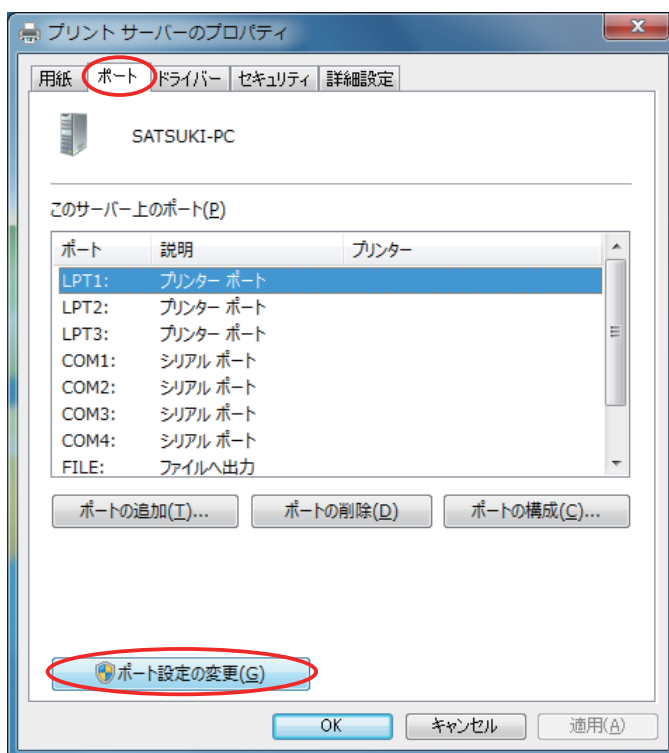 プリント サーバーのプロパティ
用紙 ポート ドライバー セキュリティ 詳細設定
SATSUKI-PC
このサーバー上のポート(P)
ポート 説明 プリンター
LPT1: プリンター ポート
LPT2: プリンター ポート
LPT3: プリンター ポート
COM1: シリアル ポート
COM2: シリアル ポート
COM3: シリアル ポート
COM4: シリアル ポート
FILE: ファイルへ出力
ポートの追加(T)... ポートの削除(D) ポートの構成(C)...
ポート設定の変更(G)
OK キャンセル 適用(A)